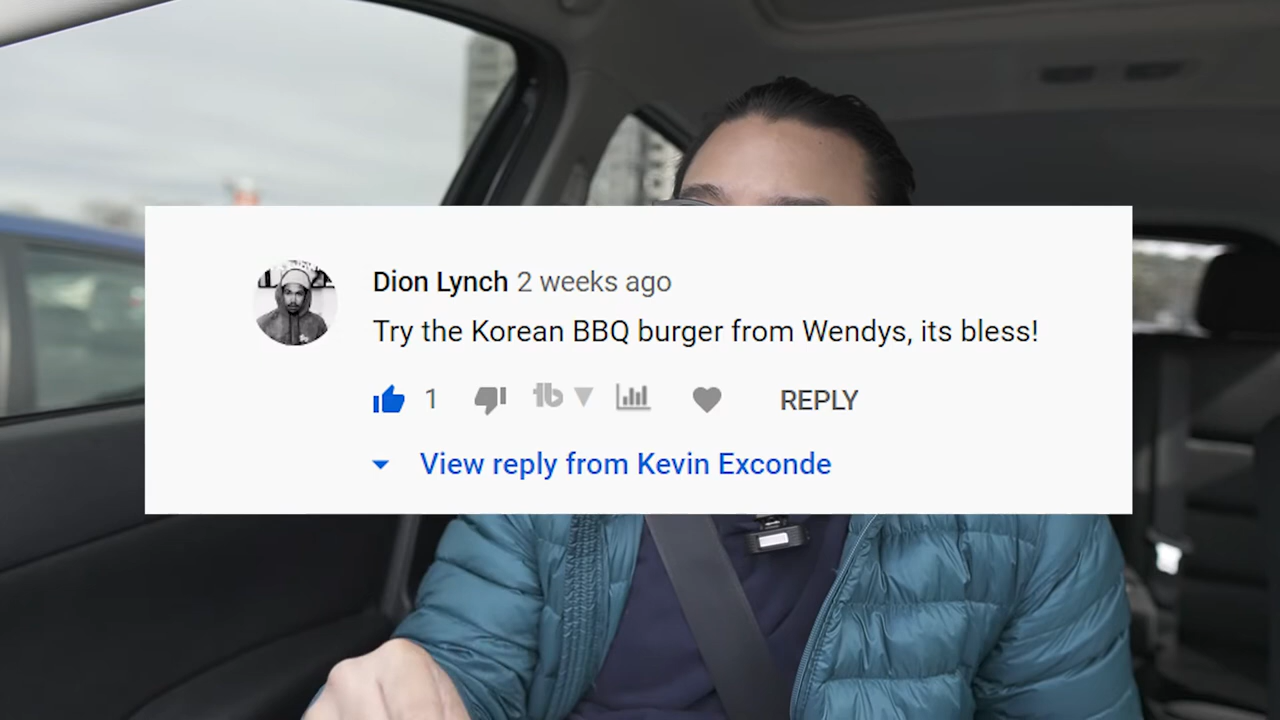 Dion Lynch 2 weeks ago
Try the Korean BBQ burger from Wendys, its bless!
1 REPLY
View reply from Kevin Exconde